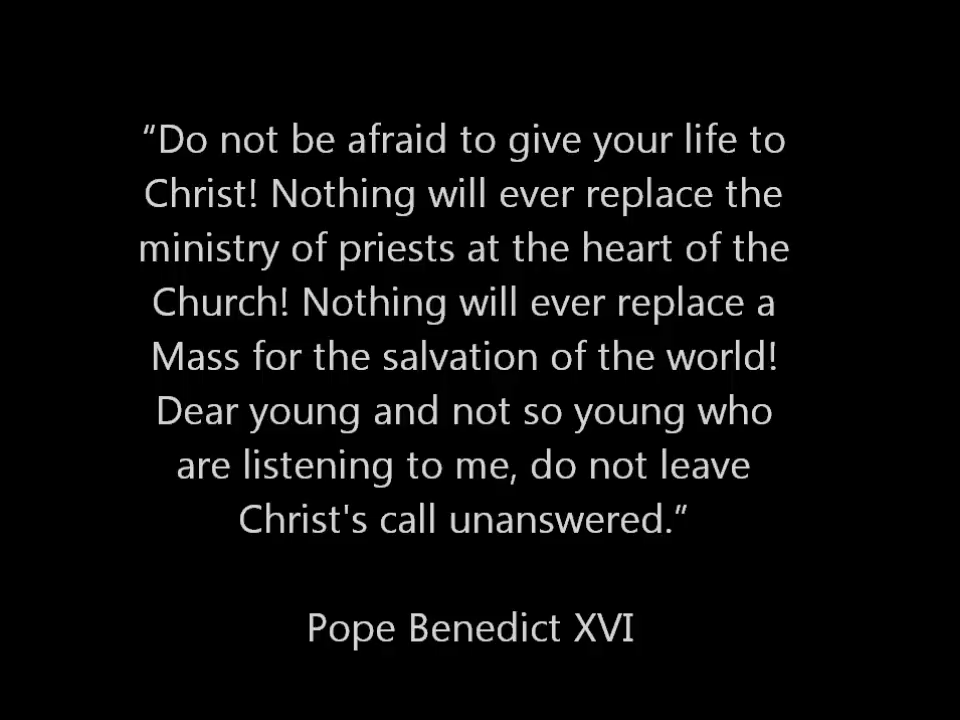 “Do not be afraid to give your life to
Christ! Nothing will ever replace the
ministry of priests at the heart of the
Church! Nothing will ever replace a
Mass for the salvation of the world!
Dear young and not so young who
are listening to me, do not leave
Christ's call unanswered.”
Pope Benedict XVI